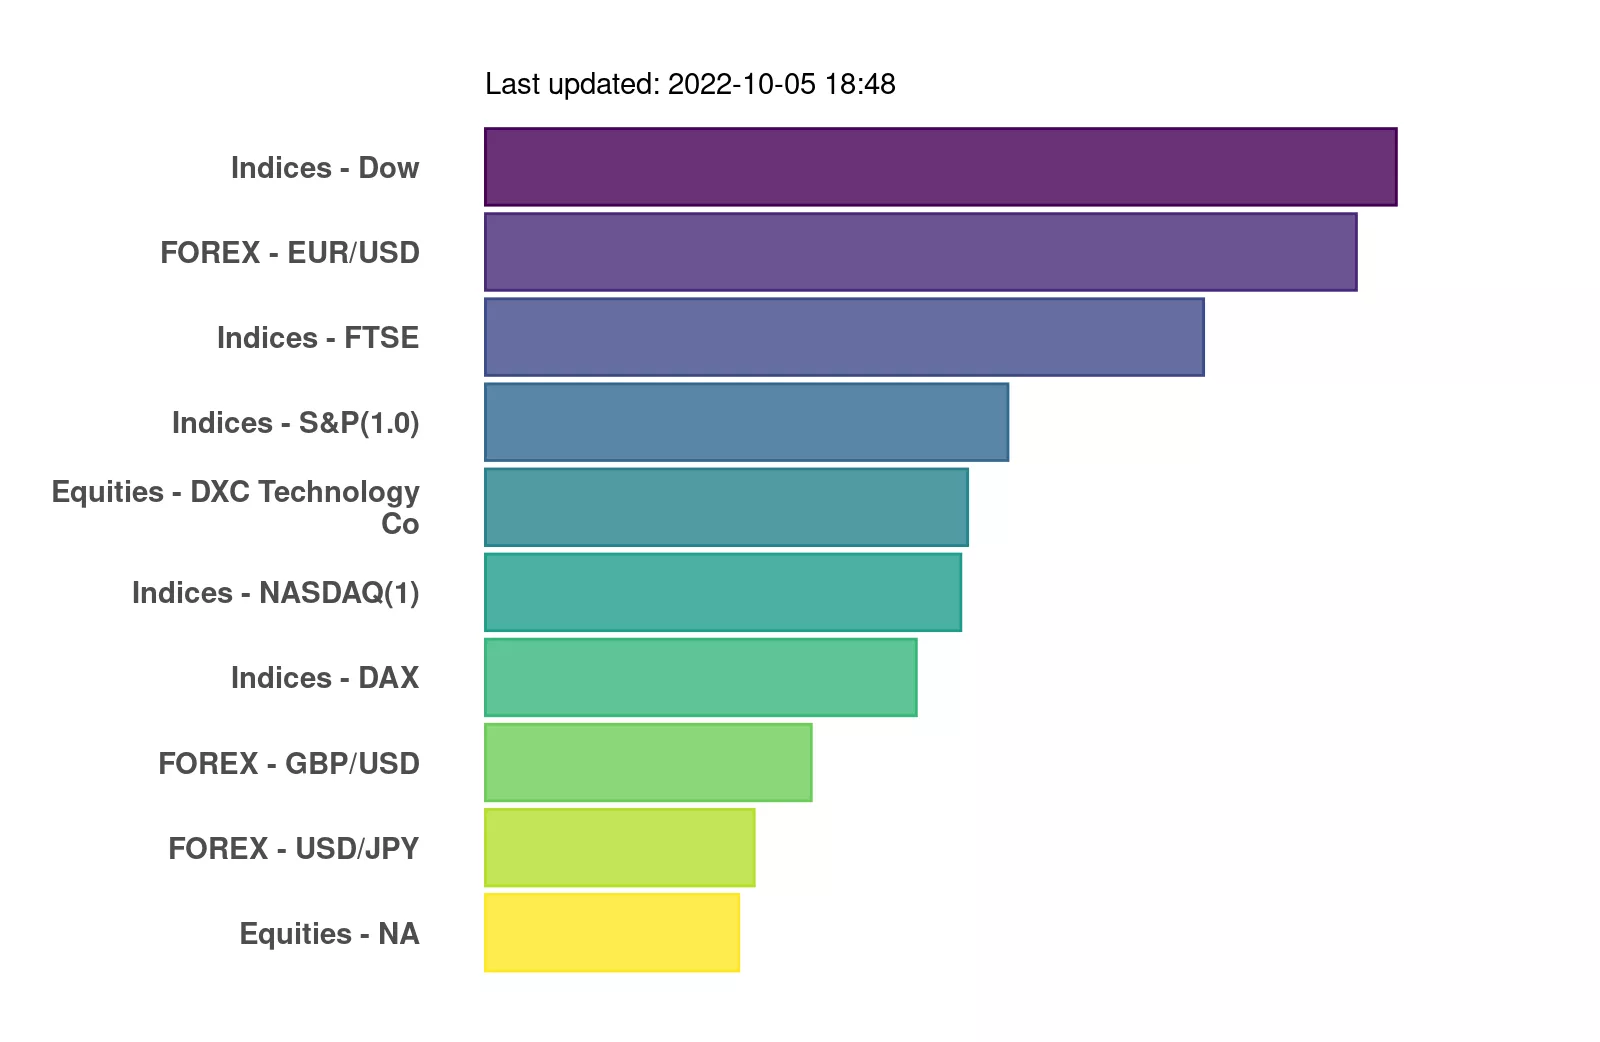 Last updated: 2022-10-05 18:48
Indices - Dow
FOREX - EUR/USD
Indices - FTSE
Indices - S&P(1.0)
Equities - DXC Technology
Co
Indices - NASDAQ(1)
Indices - DAX
FOREX - GBP/USD
FOREX - USD/JPY
Equities - NA